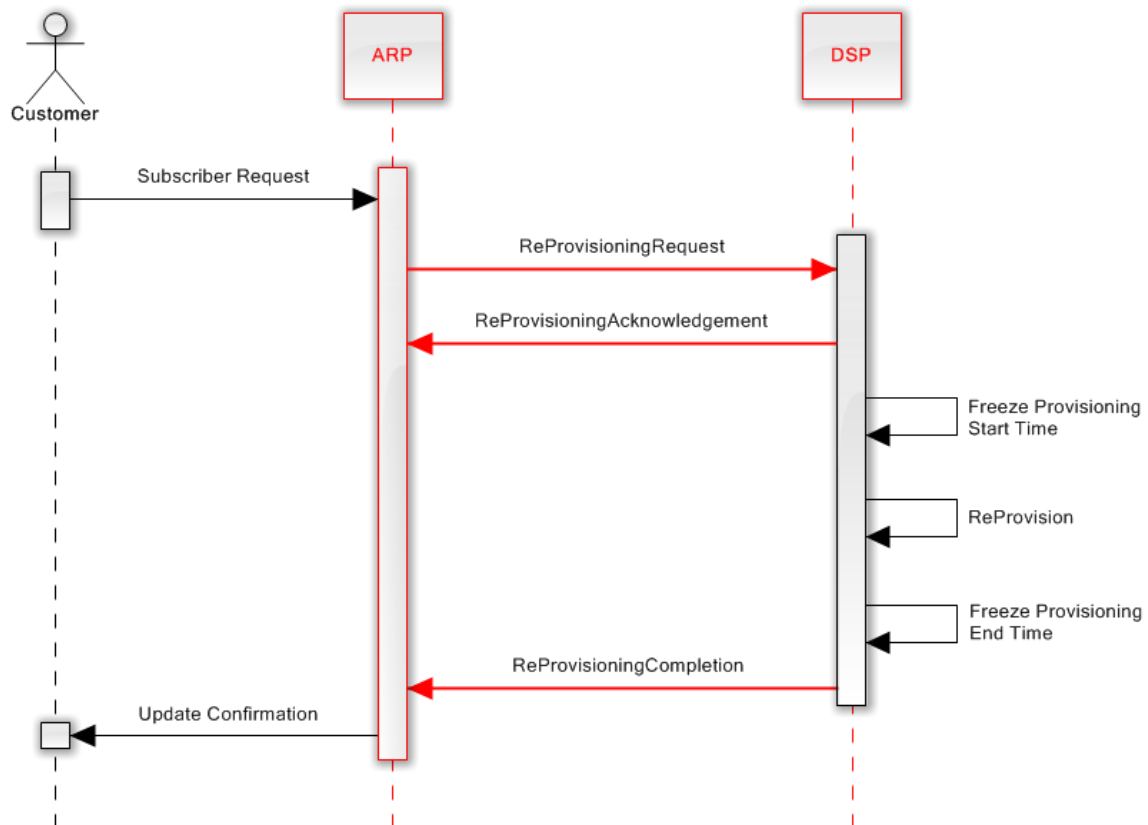 ARP
DSP
Customer
Subscriber Request
ReProvisioningRequest
ReProvisioningAcknowledgement
Freeze Provisioning
Start Time
ReProvision
Freeze Provisioning
End Time
ReProvisioningCompletion
Update Confirmation